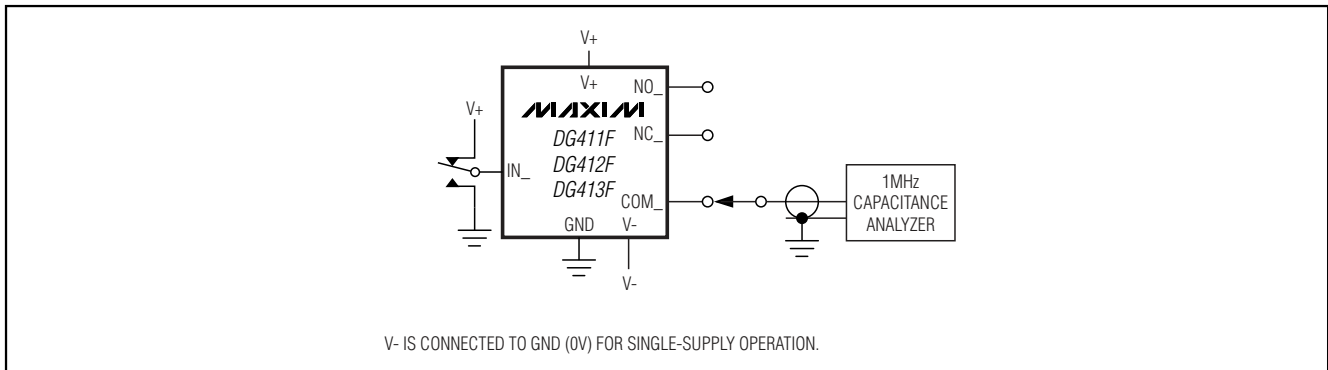 V+
V+
NO_
V+
MAXIM
DG411F
NC_
DG412F
IN_
DG413F
1MHz
CAPACITANCE
ANALYZER
COM_
GND
V-
V-
V- IS CONNECTED TO GND (0V) FOR SINGLE-SUPPLY OPERATION.